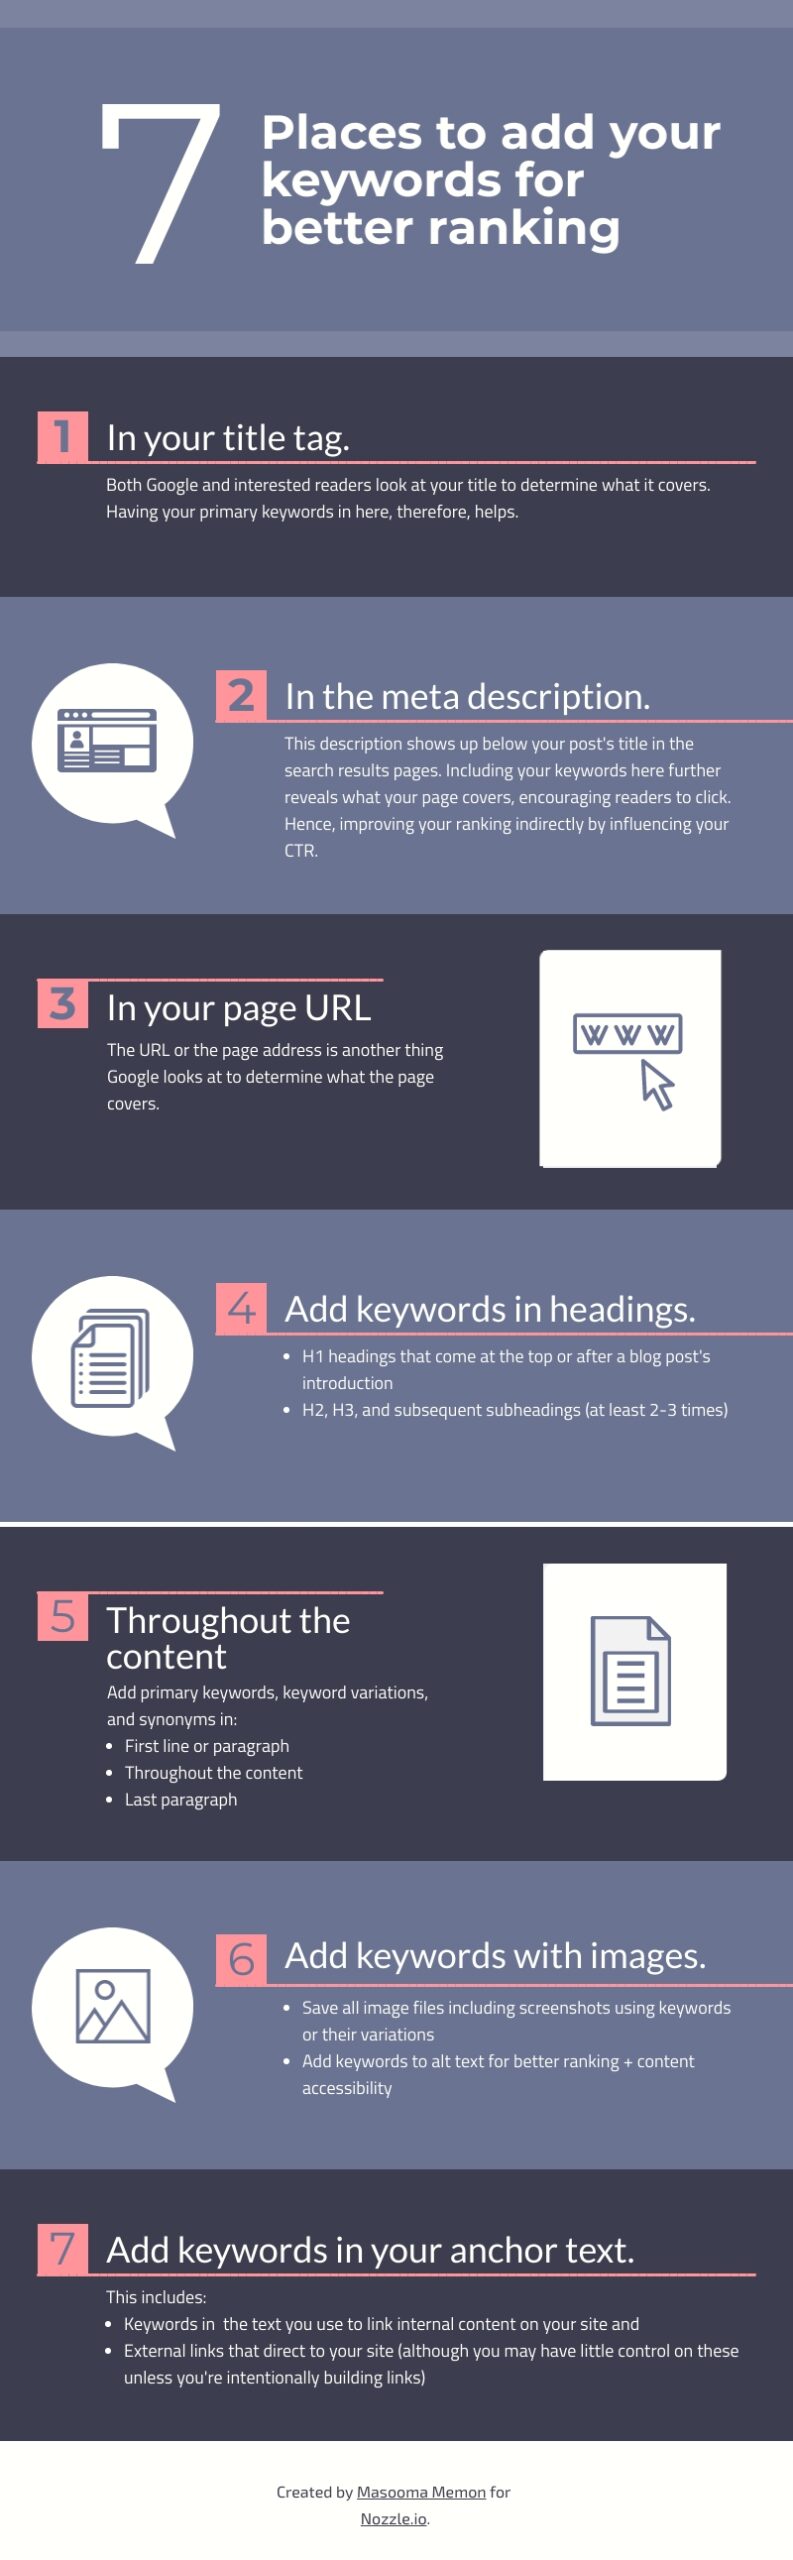 7
Places to add your
keywords for
better ranking
1
In your title tag.
Both Google and interested readers look at your title to determine what it covers.
Having your primary keywords in here, therefore, helps.
2
In the meta description.
This description shows up below your post's title in the
search results pages. Including your keywords here further
reveals what your page covers, encouraging readers to click.
Hence, improving your ranking indirectly by influencing your
CTR.
3
In your page URL
The URL or the page address is another thing
Google looks at to determine what the page
covers.
WWW
4
Add keywords in headings.
• H1 headings that come at the top or after a blog post's
introduction
• H2, H3, and subsequent subheadings (at least 2-3 times)
5
Throughout the
content
Add primary keywords, keyword variations,
and synonyms in:
• First line or paragraph
• Throughout the content
• Last paragraph
6
Add keywords with images.
• Save all image files including screenshots using keywords
or their variations
• Add keywords to alt text for better ranking + content
accessibility
7
Add keywords in your anchor text.
This includes:
• Keywords in  the text you use to link internal content on your site and
• External links that direct to your site (although you may have little control on these
unless you're intentionally building links)
Created by Masooma Memon for
Nozzle.io.